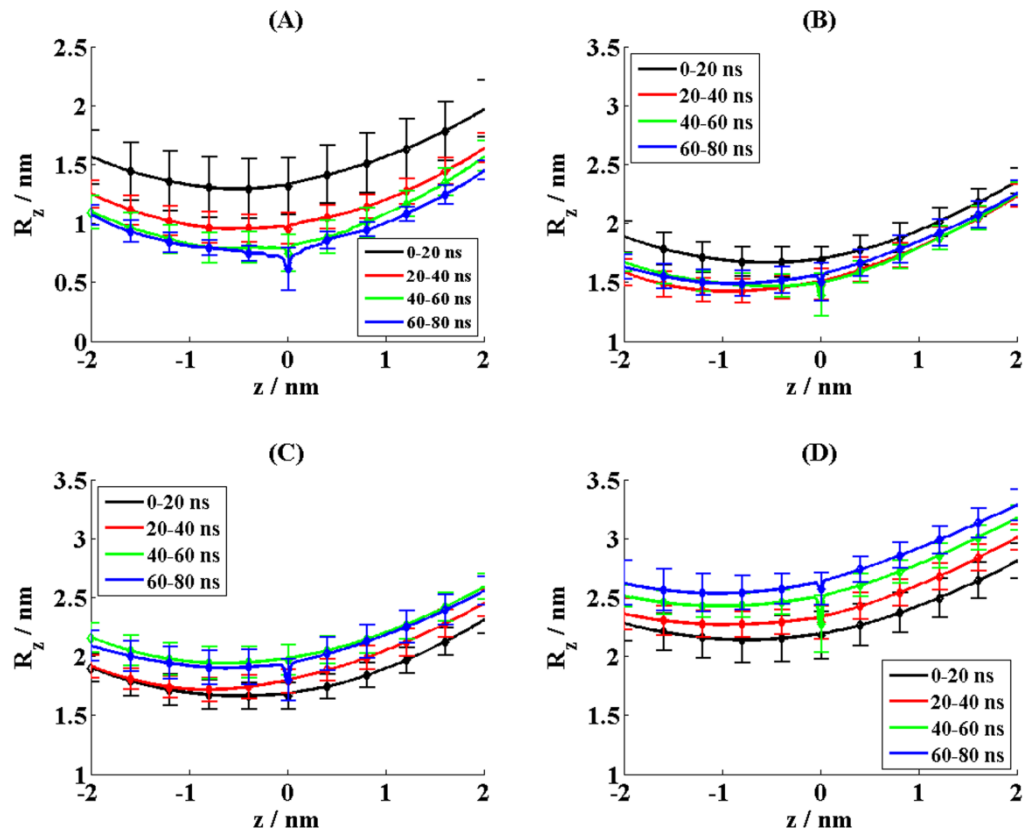 (A)
2.5
2
1.5
1
0.5
0
R_z / nm
-2 -1 0 1 2
z / nm
0-20 ns
20-40 ns
40-60 ns
60-80 ns
(B)
3.5
3
2.5
2
1.5
1
R_z / nm
-2 -1 0 1 2
z / nm
0-20 ns
20-40 ns
40-60 ns
60-80 ns
(C)
3.5
3
2.5
2
1.5
1
R_z / nm
-2 -1 0 1 2
z / nm
0-20 ns
20-40 ns
40-60 ns
60-80 ns
(D)
3.5
3
2.5
2
1.5
1
R_z / nm
-2 -1 0 1 2
z / nm
0-20 ns
20-40 ns
40-60 ns
60-80 ns